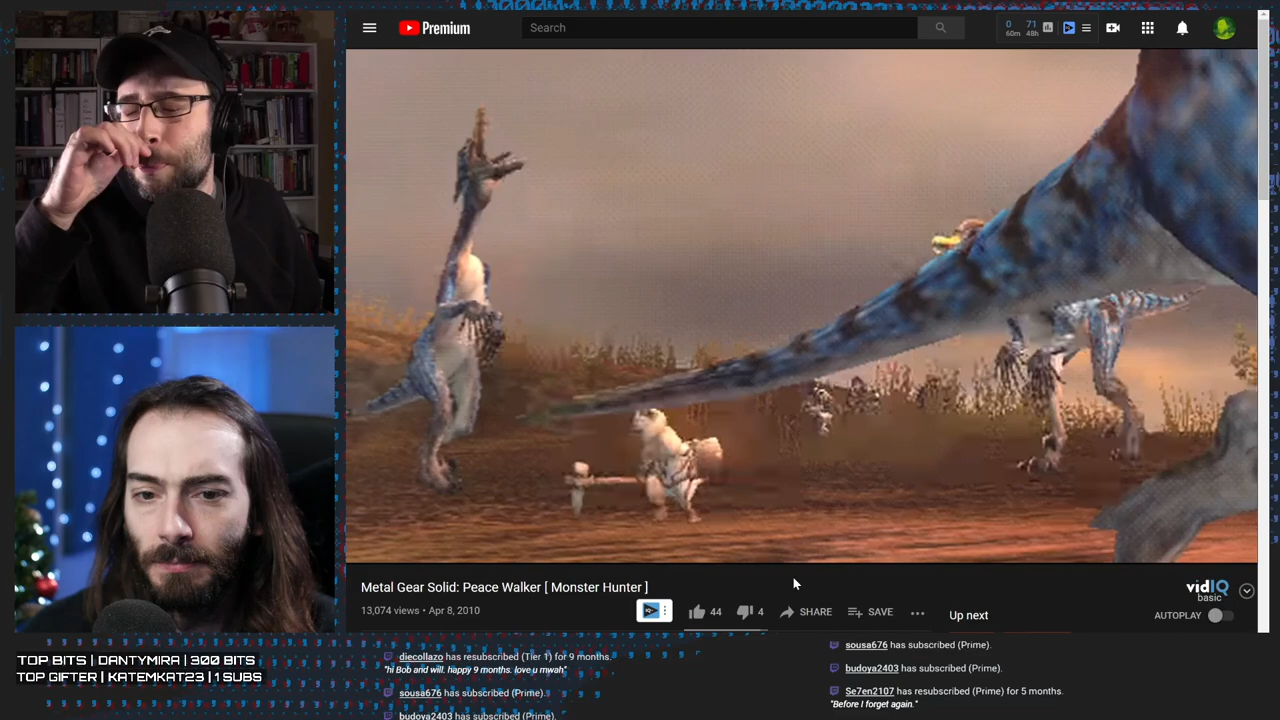 Premium
Search
0 71
60m 48h
Metal Gear Solid: Peace Walker [ Monster Hunter ]
13,074 views • Apr 8, 2010
44
4
SHARE
SAVE
Up next
vidIQ
basic
AUTOPLAY
TOP BITS | DANTYMIRA | 300 BITS
TOP GIFTER | KATEMKAT23 | 1 SUBS
diecollazo has resubscribed (Tier 1) for 9 months.
"hi Bob and will. happy 9 months. love u mwah"
sousa676 has subscribed (Prime).
budoya2403 has subscribed (Prime).
sousa676 has subscribed (Prime).
budoya2403 has subscribed (Prime).
Se7en2107 has resubscribed (Prime) for 5 months.
"Before I forget again."